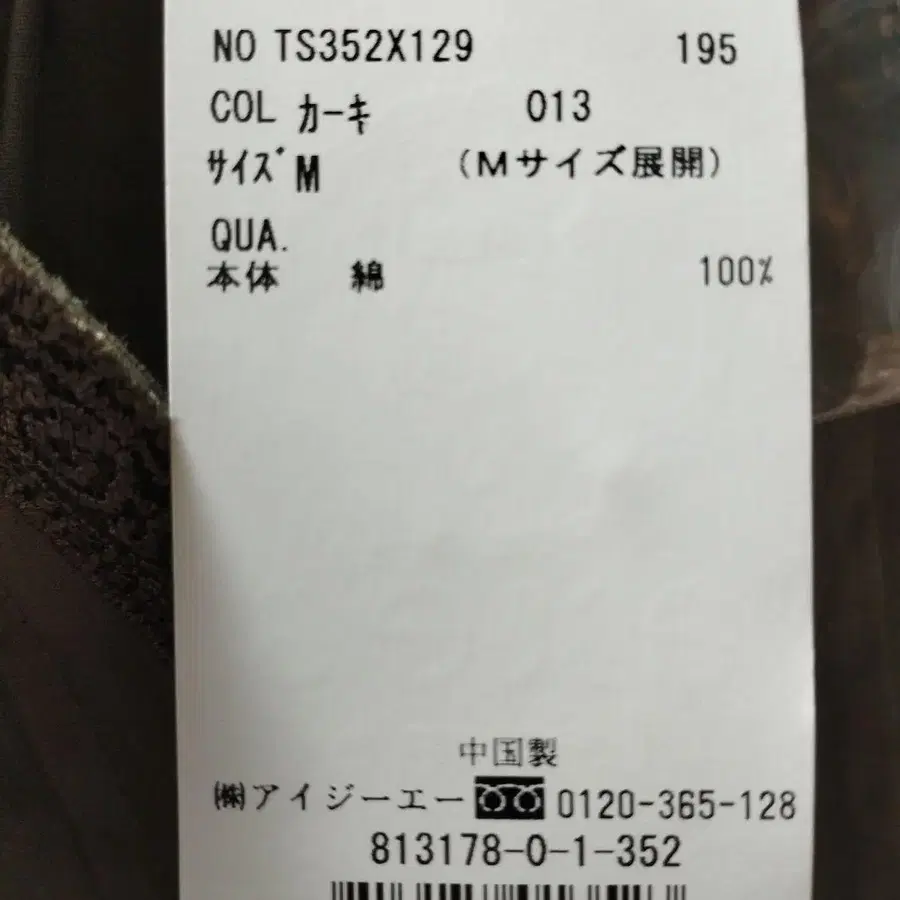 NO TS352X129 195
COL カーキ 013
ｻｲｽﾞ M (Mサイズ展開)
QUA.
本体 綿 100%
中国製
㈱アイジーエー 0120-365-128
813178-0-1-352